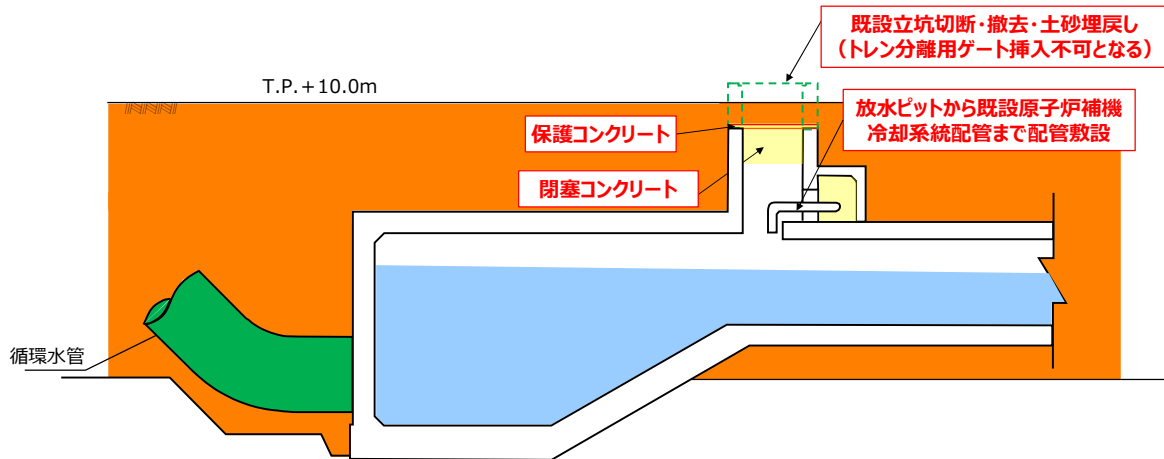 既設立坑切断・撤去・土砂埋戻し
（トレン分離用ゲート挿入不可となる）
T.P.＋10.0m
放水ピットから既設原子炉補機
冷却系統配管まで配管敷設
保護コンクリート
閉塞コンクリート
循環水管